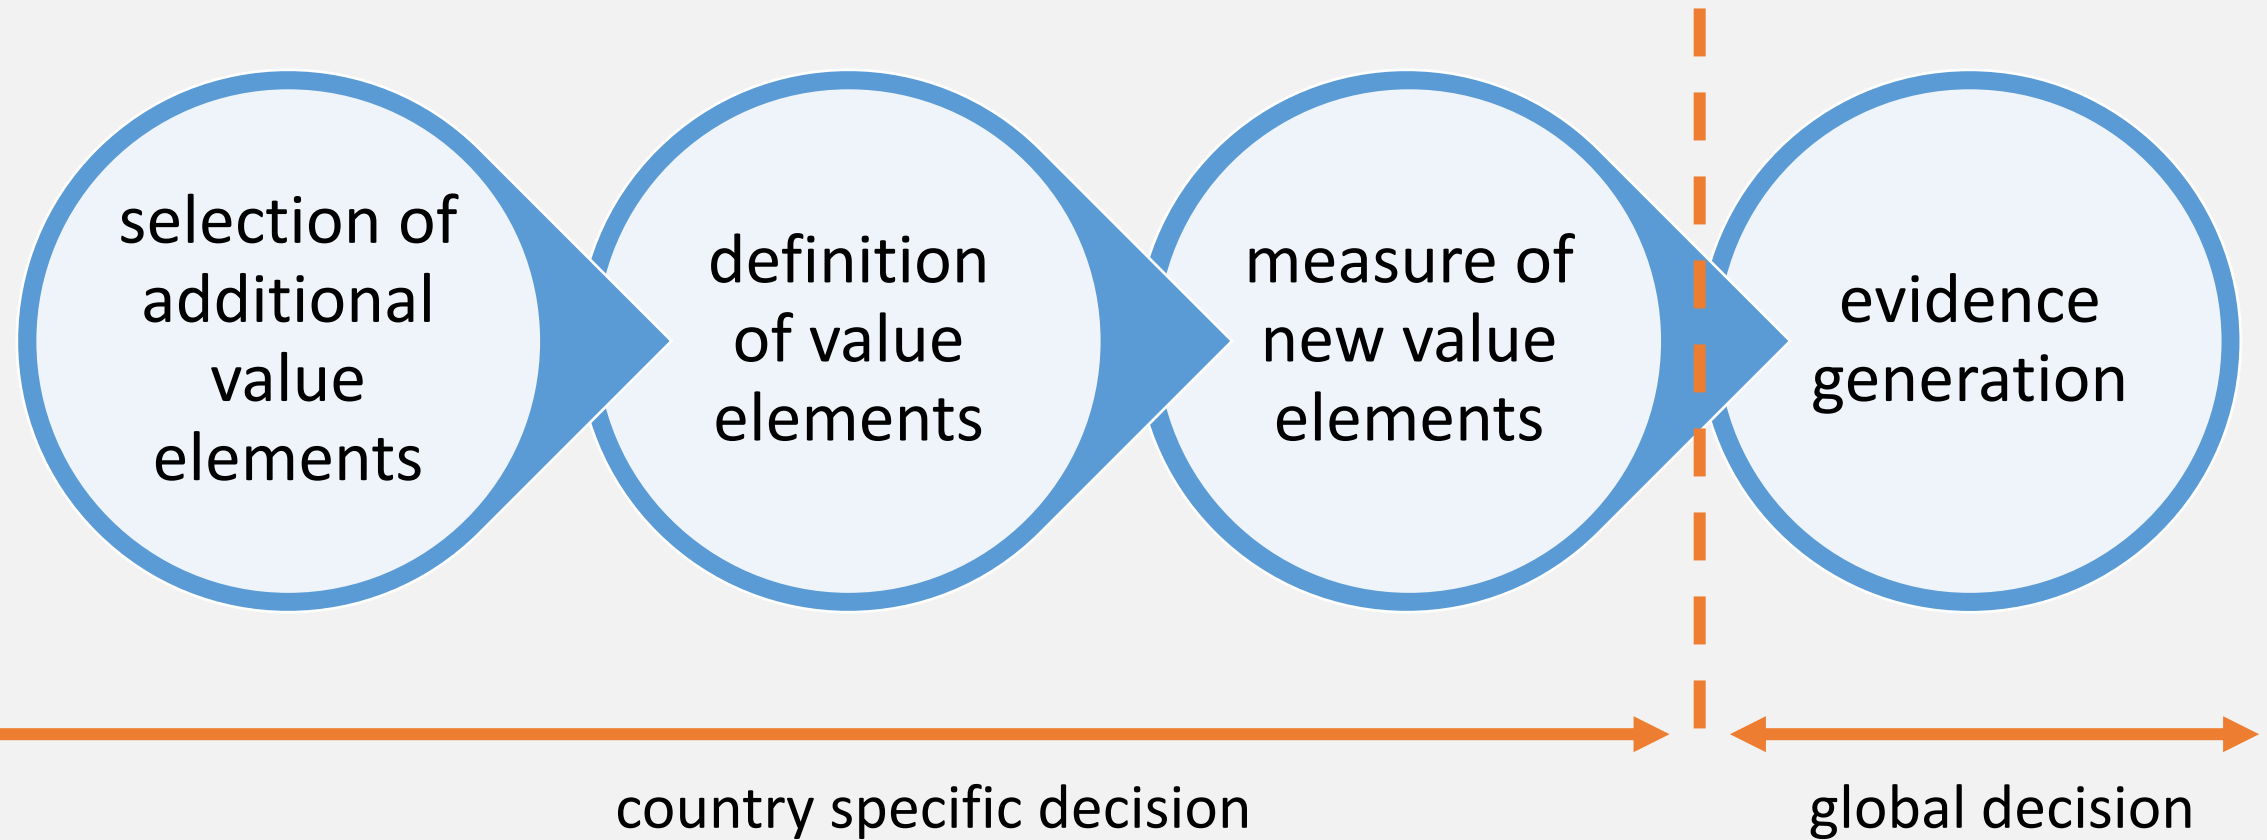 selection of
additional
value
elements
definition
of value
elements
measure of
new value
elements
evidence
generation
country specific decision
global decision